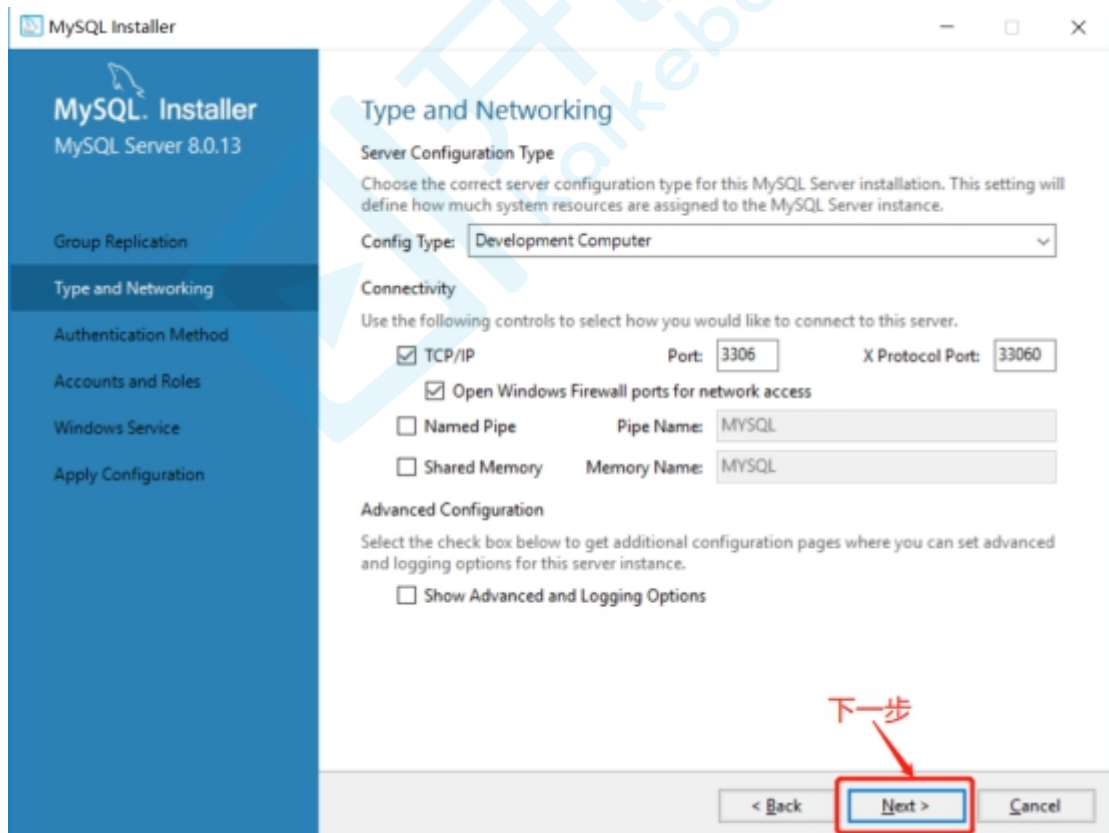 MySQL Installer
MySQL. Installer
MySQL Server 8.0.13
Group Replication
Type and Networking
Authentication Method
Accounts and Roles
Windows Service
Apply Configuration
Type and Networking
Server Configuration Type
Choose the correct server configuration type for this MySQL Server installation. This setting will
define how much system resources are assigned to the MySQL Server instance.
Config Type: Development Computer
Connectivity
Use the following controls to select how you would like to connect to this server.
TCP/IP Port: 3306 X Protocol Port: 33060
Open Windows Firewall ports for network access
Named Pipe Pipe Name: MYSQL
Shared Memory Memory Name: MYSQL
Advanced Configuration
Select the check box below to get additional configuration pages where you can set advanced
and logging options for this server instance.
Show Advanced and Logging Options
下一步
< Back Next > Cancel